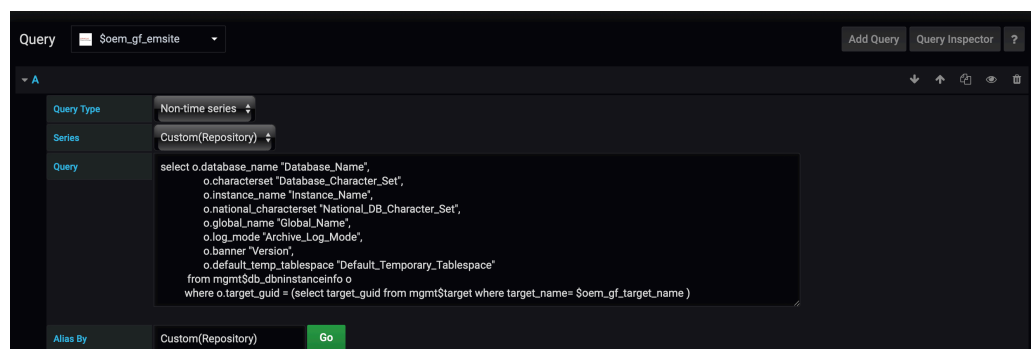 Query $oem_gf_emsite Add Query Query Inspector ?
A
Query Type Non-time series
Series Custom(Repository)
Query select o.database_name "Database_Name",
o.characterset "Database_Character_Set",
o.instance_name "Instance_Name",
o.national_characterset "National_DB_Character_Set",
o.global_name "Global_Name",
o.log_mode "Archive_Log_Mode",
o.banner "Version",
o.default_temp_tablespace "Default_Temporary_Tablespace"
from mgmt$db_dbninstanceinfo o
where o.target_guid = (select target_guid from mgmt$target where target_name= $oem_gf_target_name )
Alias By Custom(Repository) Go